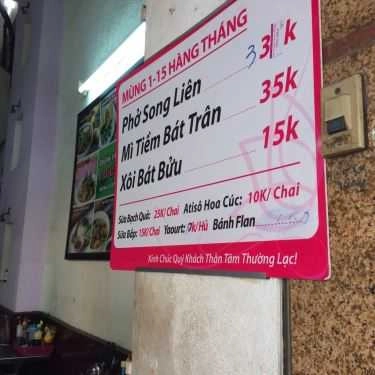 MÙNG 1-15 HÀNG THÁNG
Phở Song Liên 33k
Mì Tiềm Bát Trân 35k
Xôi Bát Bửu 15k
Sữa Bạch Quả: 25K/ Chai Atisô Hoa Cúc: 10K/ Chai
Sữa Bắp: 15K/ Chai Yaourt: 7k/Hủ Bánh Flan
Kính Chúc Quý Khách Thân Tâm Thường Lạc!